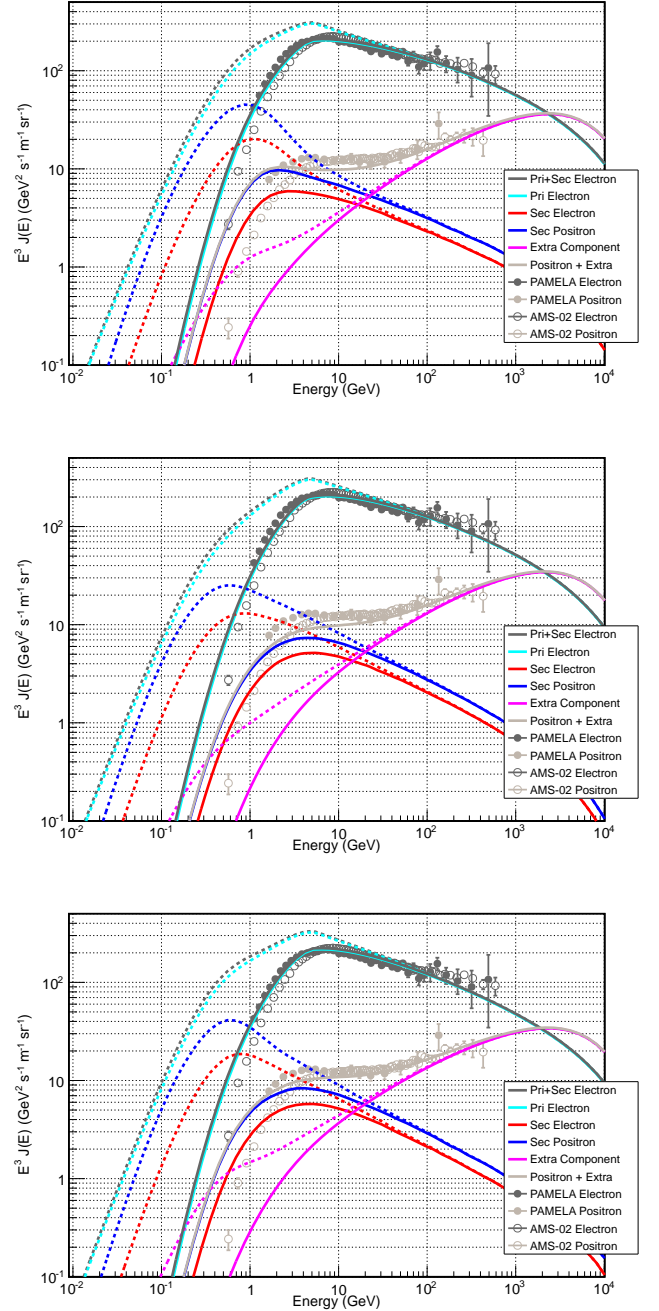 E³ J(E) (GeV² s⁻¹ m⁻¹ sr⁻¹)
10²
10
1
10⁻¹
Pri+Sec Electron
Pri Electron
Sec Electron
Sec Positron
Extra Component
Positron + Extra
PAMELA Electron
PAMELA Positron
AMS-02 Electron
AMS-02 Positron
10⁻² 10⁻¹ 1 10 10² 10³ 10⁴
Energy (GeV)
E³ J(E) (GeV² s⁻¹ m⁻¹ sr⁻¹)
10²
10
1
10⁻¹
Pri+Sec Electron
Pri Electron
Sec Electron
Sec Positron
Extra Component
Positron + Extra
PAMELA Electron
PAMELA Positron
AMS-02 Electron
AMS-02 Positron
10⁻² 10⁻¹ 1 10 10² 10³ 10⁴
Energy (GeV)
E³ J(E) (GeV² s⁻¹ m⁻¹ sr⁻¹)
10²
10
1
10⁻¹
Pri+Sec Electron
Pri Electron
Sec Electron
Sec Positron
Extra Component
Positron + Extra
PAMELA Electron
PAMELA Positron
AMS-02 Electron
AMS-02 Positron
10⁻² 10⁻¹ 1 10 10² 10³ 10⁴
Energy (GeV)